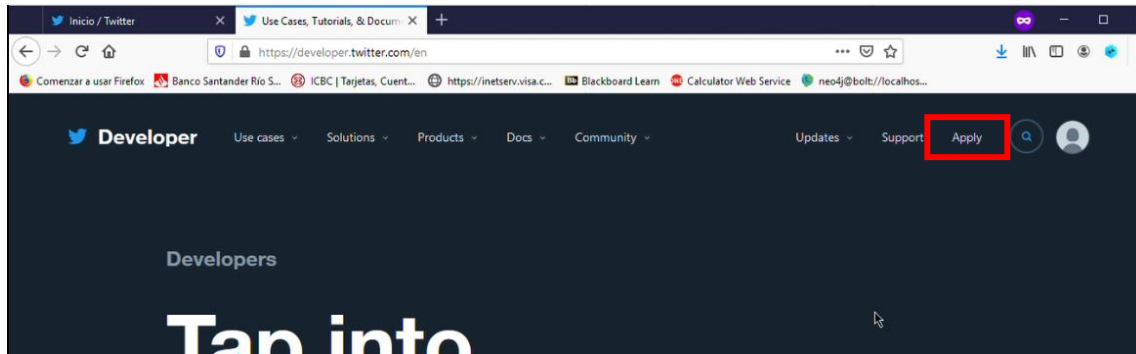 Inicio / Twitter Use Cases, Tutorials, & Docum
https://developer.twitter.com/en
Comenzar a usar Firefox Banco Santander Río S... ICBC | Tarjetas, Cuent... https://inetserv.visa.c... Blackboard Learn Calculator Web Service neo4j@bolt://localhos...
Developer Use cases Solutions Products Docs Community Updates Support Apply
Developers
Tap into